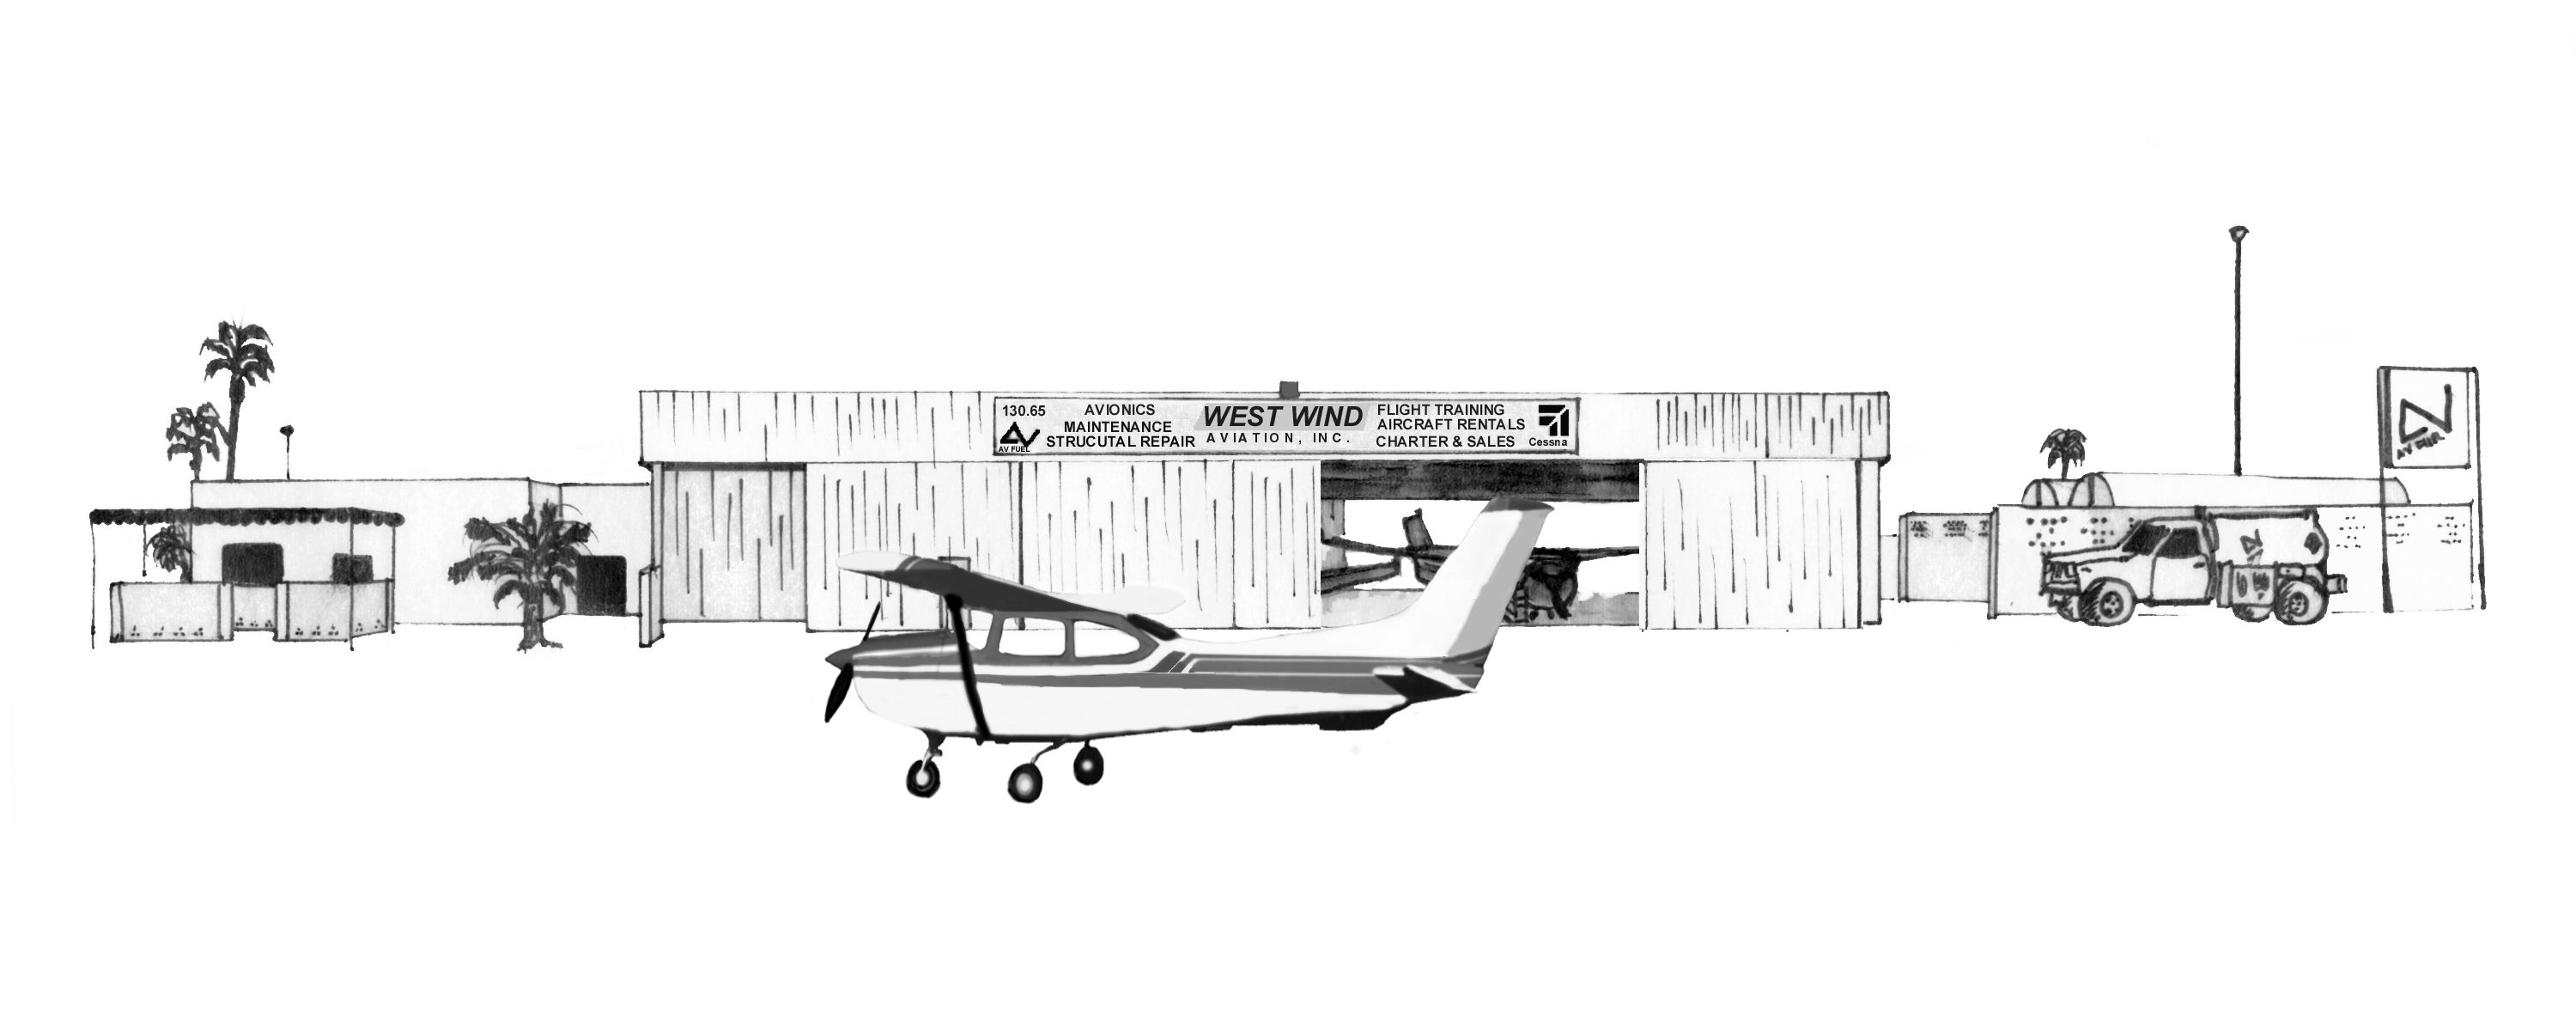 130.65
AV FUEL
AVIONICS
MAINTENANCE
STRUCUTAL REPAIR
WEST WIND
AVIATION, INC.
FLIGHT TRAINING
AIRCRAFT RENTALS
CHARTER & SALES
Cessna
AV FUEL